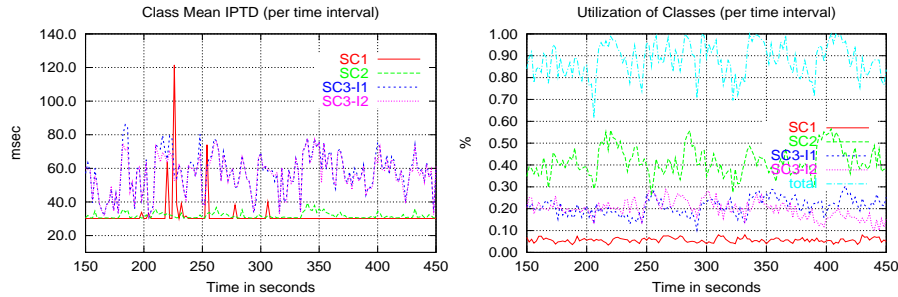 Class Mean IPTD (per time interval)
140.0
120.0
100.0
80.0
60.0
40.0
20.0
msec
SC1
SC2
SC3-I1
SC3-I2
150 200 250 300 350 400 450
Time in seconds
Utilization of Classes (per time interval)
1.00
0.90
0.80
0.70
0.60
0.50
0.40
0.30
0.20
0.10
0.00
%
SC1
SC2
SC3-I1
SC3-I2
total
150 200 250 300 350 400 450
Time in seconds